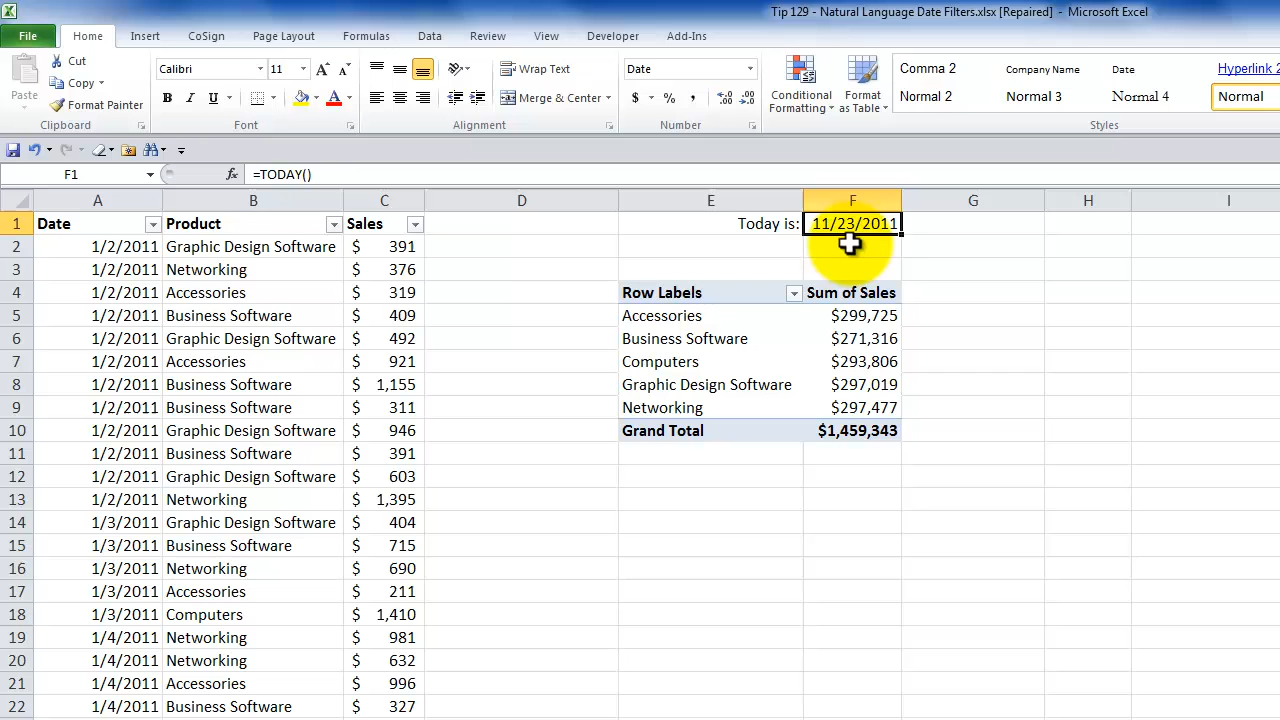 Tip 129 - Natural Language Date Filters.xlsx [Repaired] - Microsoft Excel
File Home Insert CoSign Page Layout Formulas Data Review View Developer Add-Ins
Paste
Cut
Copy
Format Painter
Clipboard
Calibri 11
B I U A
Font
Wrap Text
Merge & Center
Alignment
Date
$ % ,
Number
Conditional Formatting
Format as Table
Comma 2 Company Name Date Hyperlink 2
Normal 2 Normal 3 Normal 4 Normal
Styles
F1 fx =TODAY()
A B C D E F G H I
1 Date Product Sales Today is: 11/23/2011
2 1/2/2011 Graphic Design Software $ 391
3 1/2/2011 Networking $ 376
4 1/2/2011 Accessories $ 319 Row Labels Sum of Sales
5 1/2/2011 Business Software $ 409 Accessories $299,725
6 1/2/2011 Graphic Design Software $ 492 Business Software $271,316
7 1/2/2011 Accessories $ 921 Computers $293,806
8 1/2/2011 Business Software $ 1,155 Graphic Design Software $297,019
9 1/2/2011 Business Software $ 311 Networking $297,477
10 1/2/2011 Graphic Design Software $ 946 Grand Total $1,459,343
11 1/2/2011 Business Software $ 391
12 1/2/2011 Graphic Design Software $ 603
13 1/2/2011 Networking $ 1,395
14 1/3/2011 Graphic Design Software $ 404
15 1/3/2011 Business Software $ 715
16 1/3/2011 Networking $ 690
17 1/3/2011 Accessories $ 211
18 1/3/2011 Computers $ 1,410
19 1/4/2011 Networking $ 981
20 1/4/2011 Networking $ 632
21 1/4/2011 Accessories $ 996
22 1/4/2011 Business Software $ 327